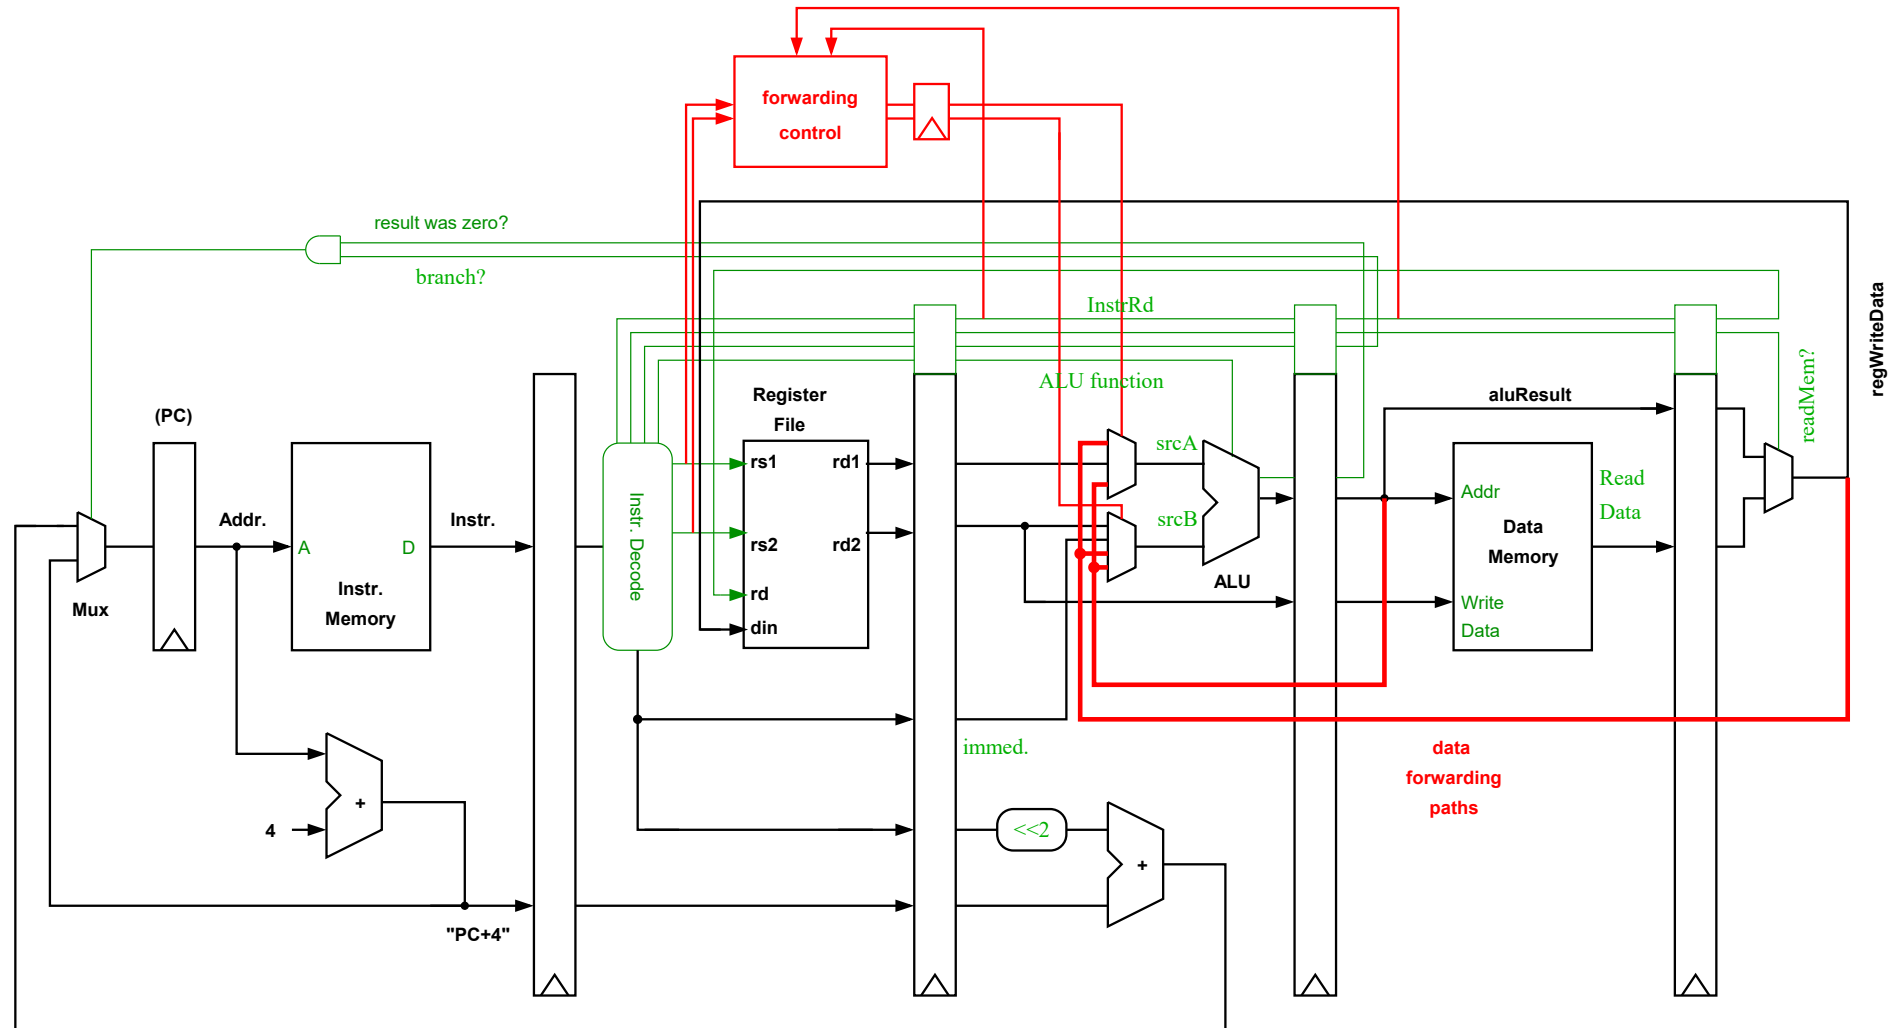 forwarding
control
result was zero?
branch?
InstrRd
regWriteData
ALU function
readMem?
Register
File
aluResult
(PC)
srcA
rs1
rd1
Read
Data
Addr
Addr.
Instr.
Instr. Decode
srcB
Data
Memory
A
D
rs2
rd2
ALU
Instr.
Memory
Mux
rd
din
Write
Data
immed.
data
forwarding
paths
+
4
<<2
+
"PC+4"